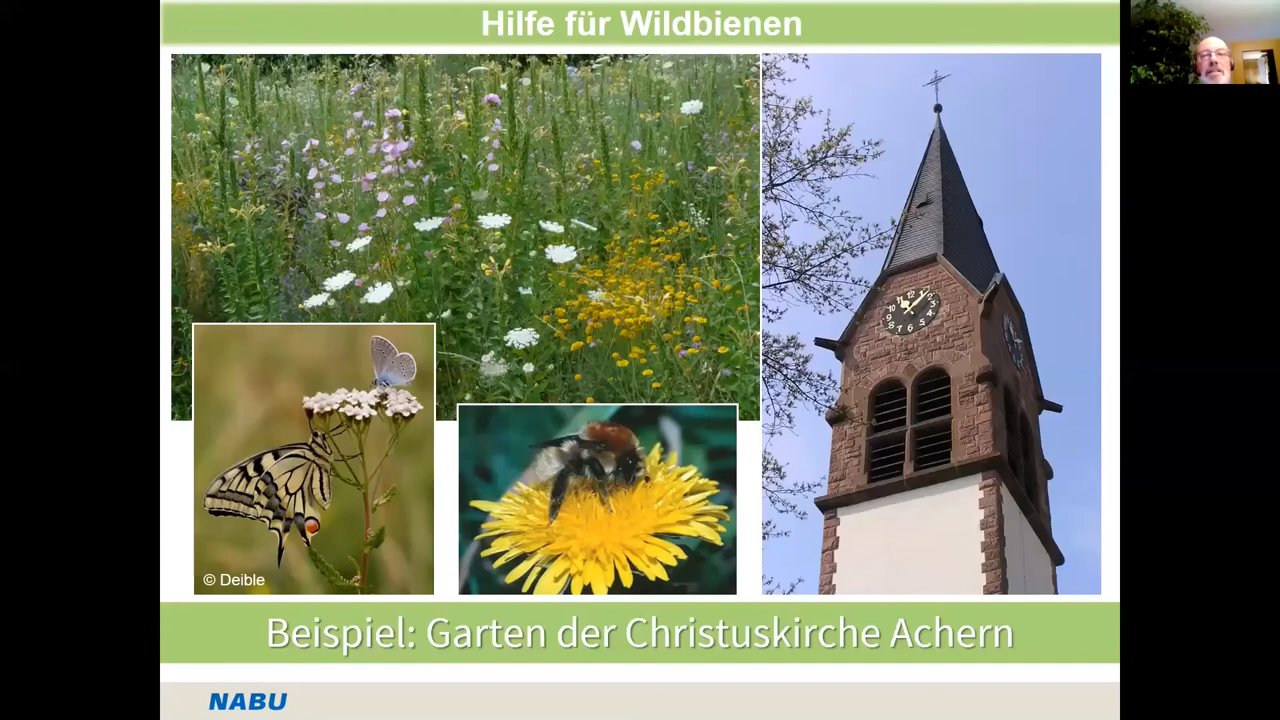 Hilfe für Wildbienen
© Deible
Beispiel: Garten der Christuskirche Achern
NABU